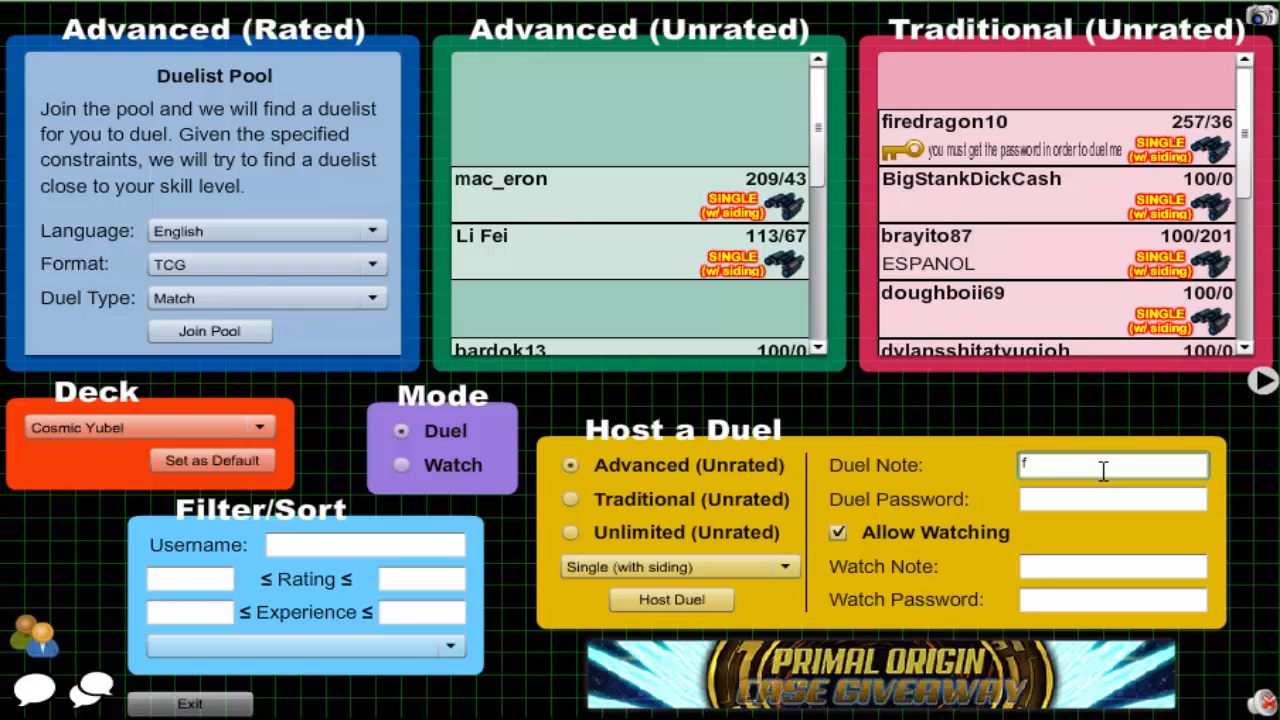 Advanced (Rated)
Duelist Pool
Join the pool and we will find a duelist
for you to duel. Given the specified
constraints, we will try to find a duelist
close to your skill level.
Language: English
Format: TCG
Duel Type: Match
Join Pool
Advanced (Unrated)
mac_eron 209/43
SINGLE
(w/ siding)
Li Fei 113/67
SINGLE
(w/ siding)
bardok13 100/0
Traditional (Unrated)
firedragon10 257/36
you must get the password in order to duel me
SINGLE
(w/ siding)
BigStankDickCash 100/0
SINGLE
(w/ siding)
brayito87 100/201
ESPANOL
SINGLE
(w/ siding)
doughboii69 100/0
SINGLE
(w/ siding)
dylansshitatyugioh 100/0
Deck
Cosmic Yubel
Set as Default
Mode
Duel
Watch
Filter/Sort
Username:
≤ Rating ≤
≤ Experience ≤
Exit
Host a Duel
Advanced (Unrated)
Traditional (Unrated)
Unlimited (Unrated)
Single (with siding)
Host Duel
Duel Note: f
Duel Password:
Allow Watching
Watch Note:
Watch Password:
PRIMAL ORIGIN
CASE GIVEAWAY